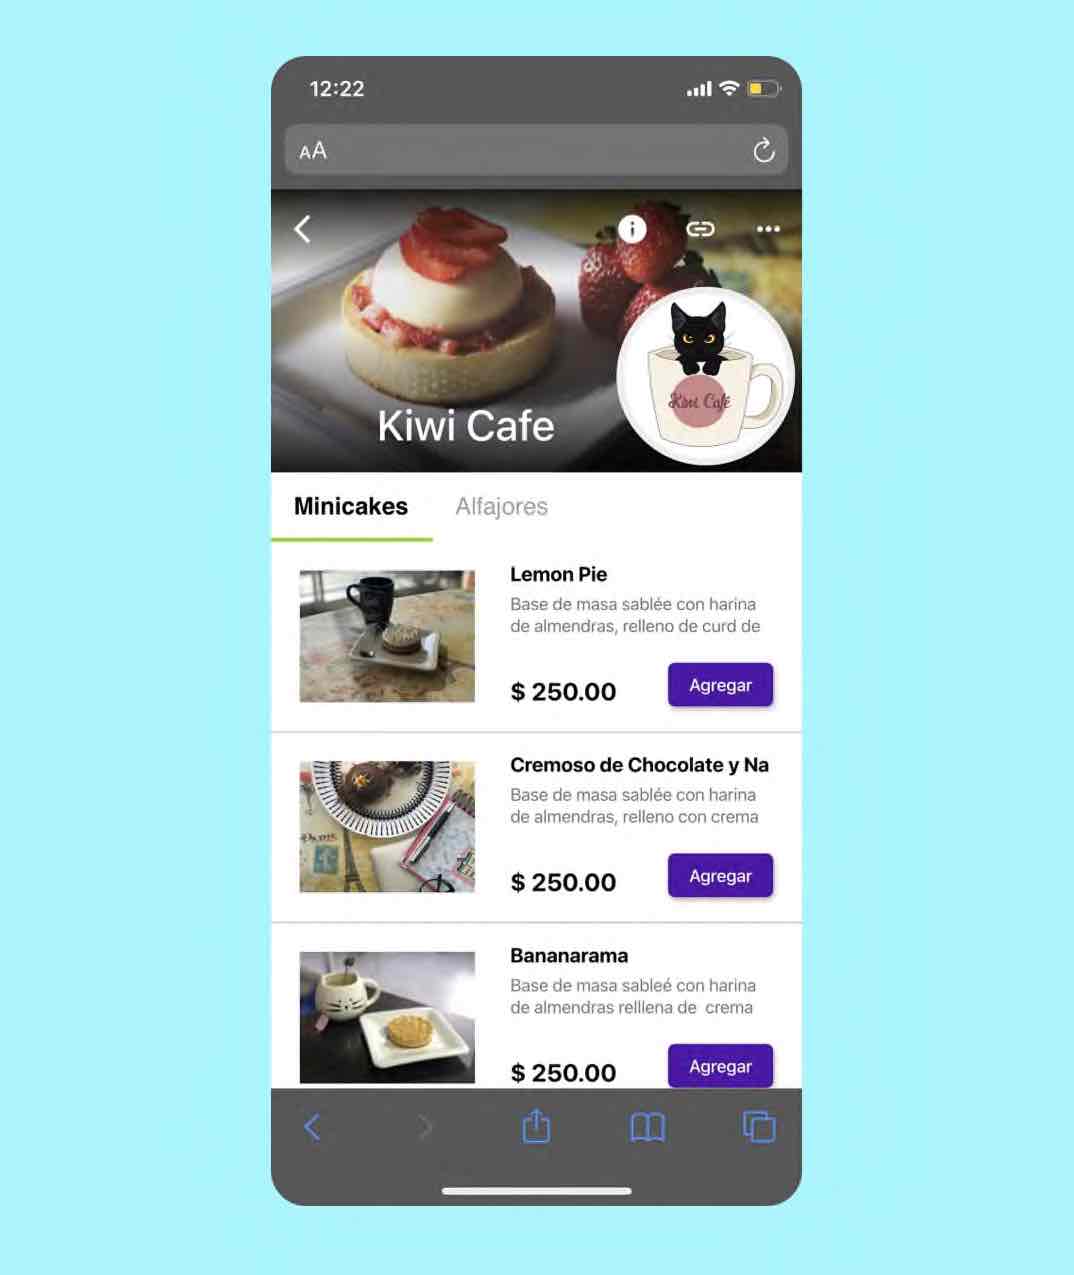 12:22
AA
Kiwi Café
Kiwi Cafe
Minicakes
Alfajores
Lemon Pie
Base de masa sablée con harina
de almendras, relleno de curd de
$ 250.00
Agregar
Cremoso de Chocolate y Na
Base de masa sablée con harina
de almendras, relleno con crema
$ 250.00
Agregar
Bananarama
Base de masa sableé con harina
de almendras relllena de  crema
$ 250.00
Agregar